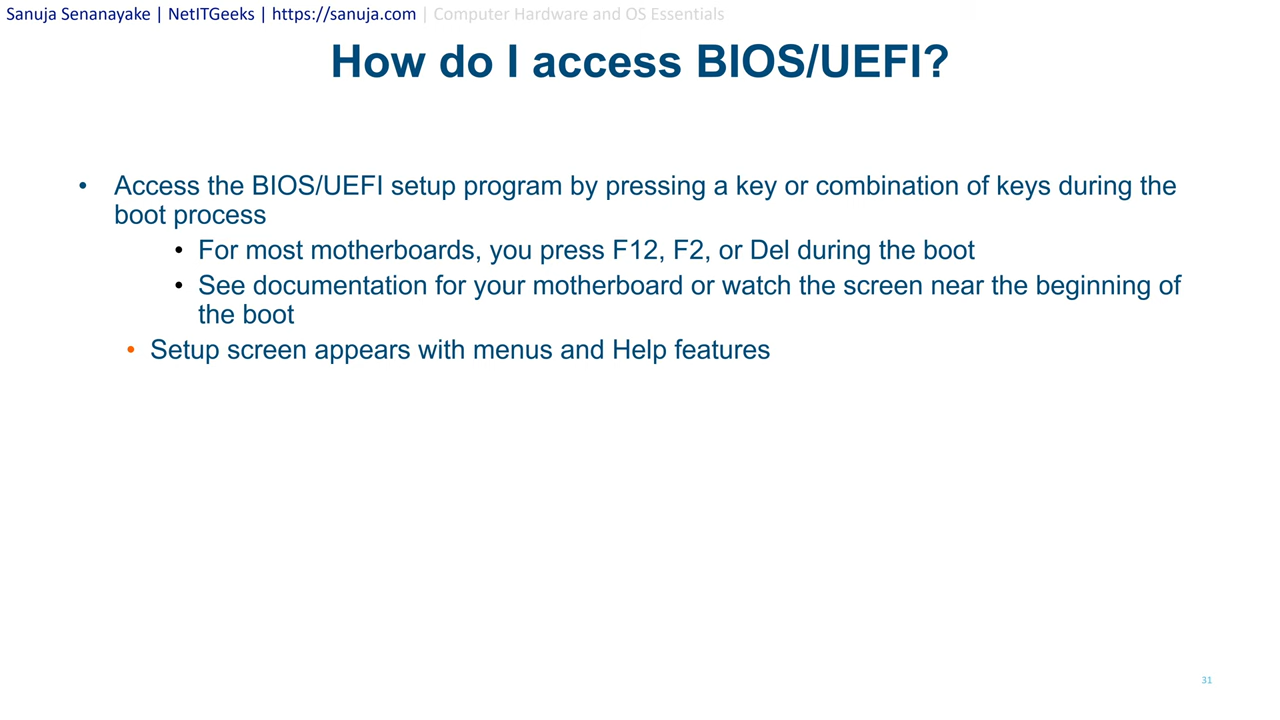 Sanuja Senanayake | NetITGeeks | https://sanuja.com | Computer Hardware and OS Essentials
How do I access BIOS/UEFI?
• Access the BIOS/UEFI setup program by pressing a key or combination of keys during the
boot process
• For most motherboards, you press F12, F2, or Del during the boot
• See documentation for your motherboard or watch the screen near the beginning of
the boot
• Setup screen appears with menus and Help features
31